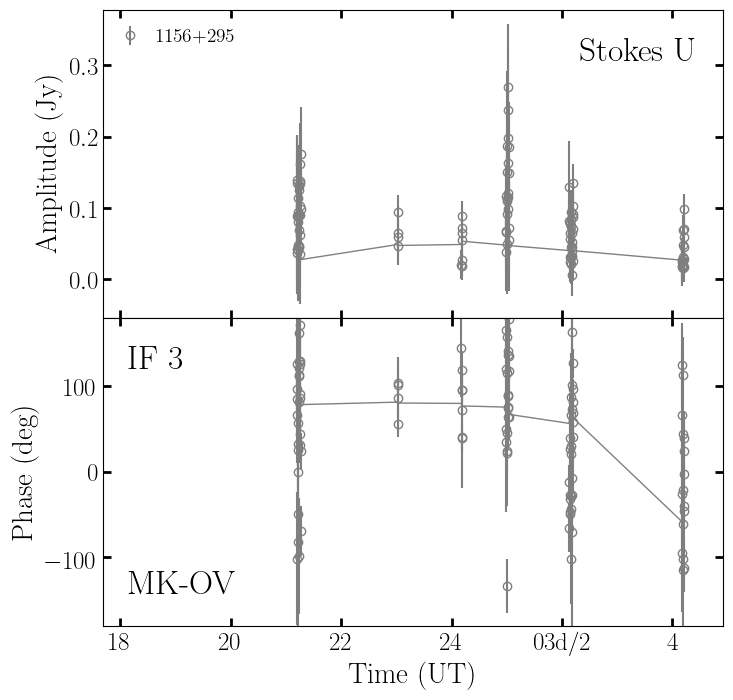 1156+295
Stokes U
Amplitude (Jy)
0.3
0.2
0.1
0.0
IF 3
MK-OV
Phase (deg)
100
0
−100
18 20 22 24 03d/2 4
Time (UT)